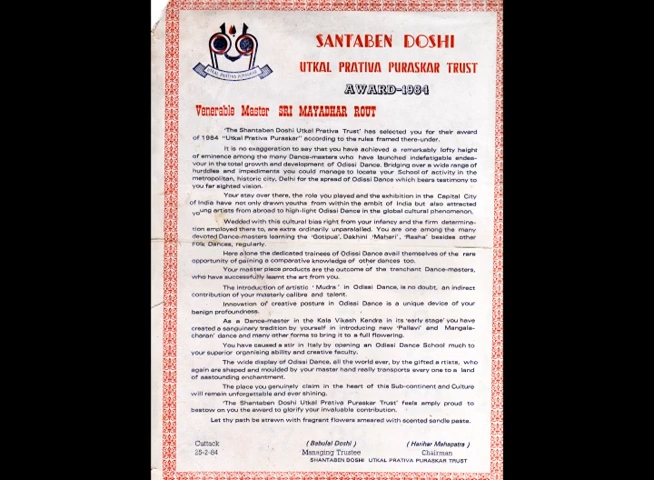 UTKAL PRATIVA PURASKAR
SANTABEN DOSHI
UTKAL PRATIVA PURASKAR TRUST
AWARD-1984
Venerable Master SRI MAYADHAR ROUT
'The Shantaben Doshi Utkal Prativa Trust' has selected you for their award
of 1984 "Utkal Prativa Puraskar" according to the rules framed there-under.
It is no exaggeration to say that you have achieved a remarkably lofty height
of eminence among the many Dance-masters who have launched indefatigable endea-
vour in the total growth and development of Odissi Dance. Bridging over a wide range of
hurdles and impediments you could manage to locate your School of activity in the
metropolitan, historic city, Delhi for the spread of Odissi Dance which bears testimony to
you far sighted vision.
Your stay over there, the role you played and the exhibition in the Capital City
of India have not only drawn youths from within the ambit of India but also attracted
young artists from abroad to high-light Odissi Dance in the global cultural phenomenon,
Wedded with this cultural bias right from your infancy and the firm determina-
tion employed there to, are extra ordinarily unparalalled. You are one among the many
devoted Dance-masters learning the 'Gotipua', Dakhini 'Mahari', 'Rasha' besides other
role Dances, regularly.
Here alone the dedicated trainees of Odissi Dance avail themselves of the rare
opportunity of gaining a comparative knowledge of other dances too.
Your master piece products are the outcome of the trenchant Dance-masters,
who have successfully learnt the art from you.
The introduction of artistic 'Mudra' in Odissi Dance, is no doubt, an indirect
contribution of your masterly calibre and talent.
Innovation of creative posture in Odissi Dance is a unique device of your
benign profoundness.
As a Dance-master in the Kala Vikash Kendra in its 'early stage' you have
created a sanguinary tradition by yourself in introducing new 'Pallavi' and Mangala-
charan' dance and many other forms to bring it to a full flowering.
You have caused a stir in Italy by opening an Odissi Dance School much to
your superior organising ability and creative faculty.
The wide display of Odissi Dance, all the world ever, by the gifted artiste, who
again are shaped and moulded by your master hand really transports every one to a land
of aestounding enchantment.
The place you genuinely claim in the heart of this Sub-continent and Culture
will remain unforgettable and ever shining.
'The Shantaben Doshi Utkal Prativa Puraskar Trust' feels amply proud to
bestow on you the award to glorify your invaluable contribution.
Let thy path be strewn with fragrant flowers smeared with scented sandle paste.
Cuttack (Babulal Doshi) (Harihar Mahapatra)
25-2-84 Managing Trustee Chairman
SHANTABEN DOSHI UTKAL PRATIVA PURASKAR TRUST